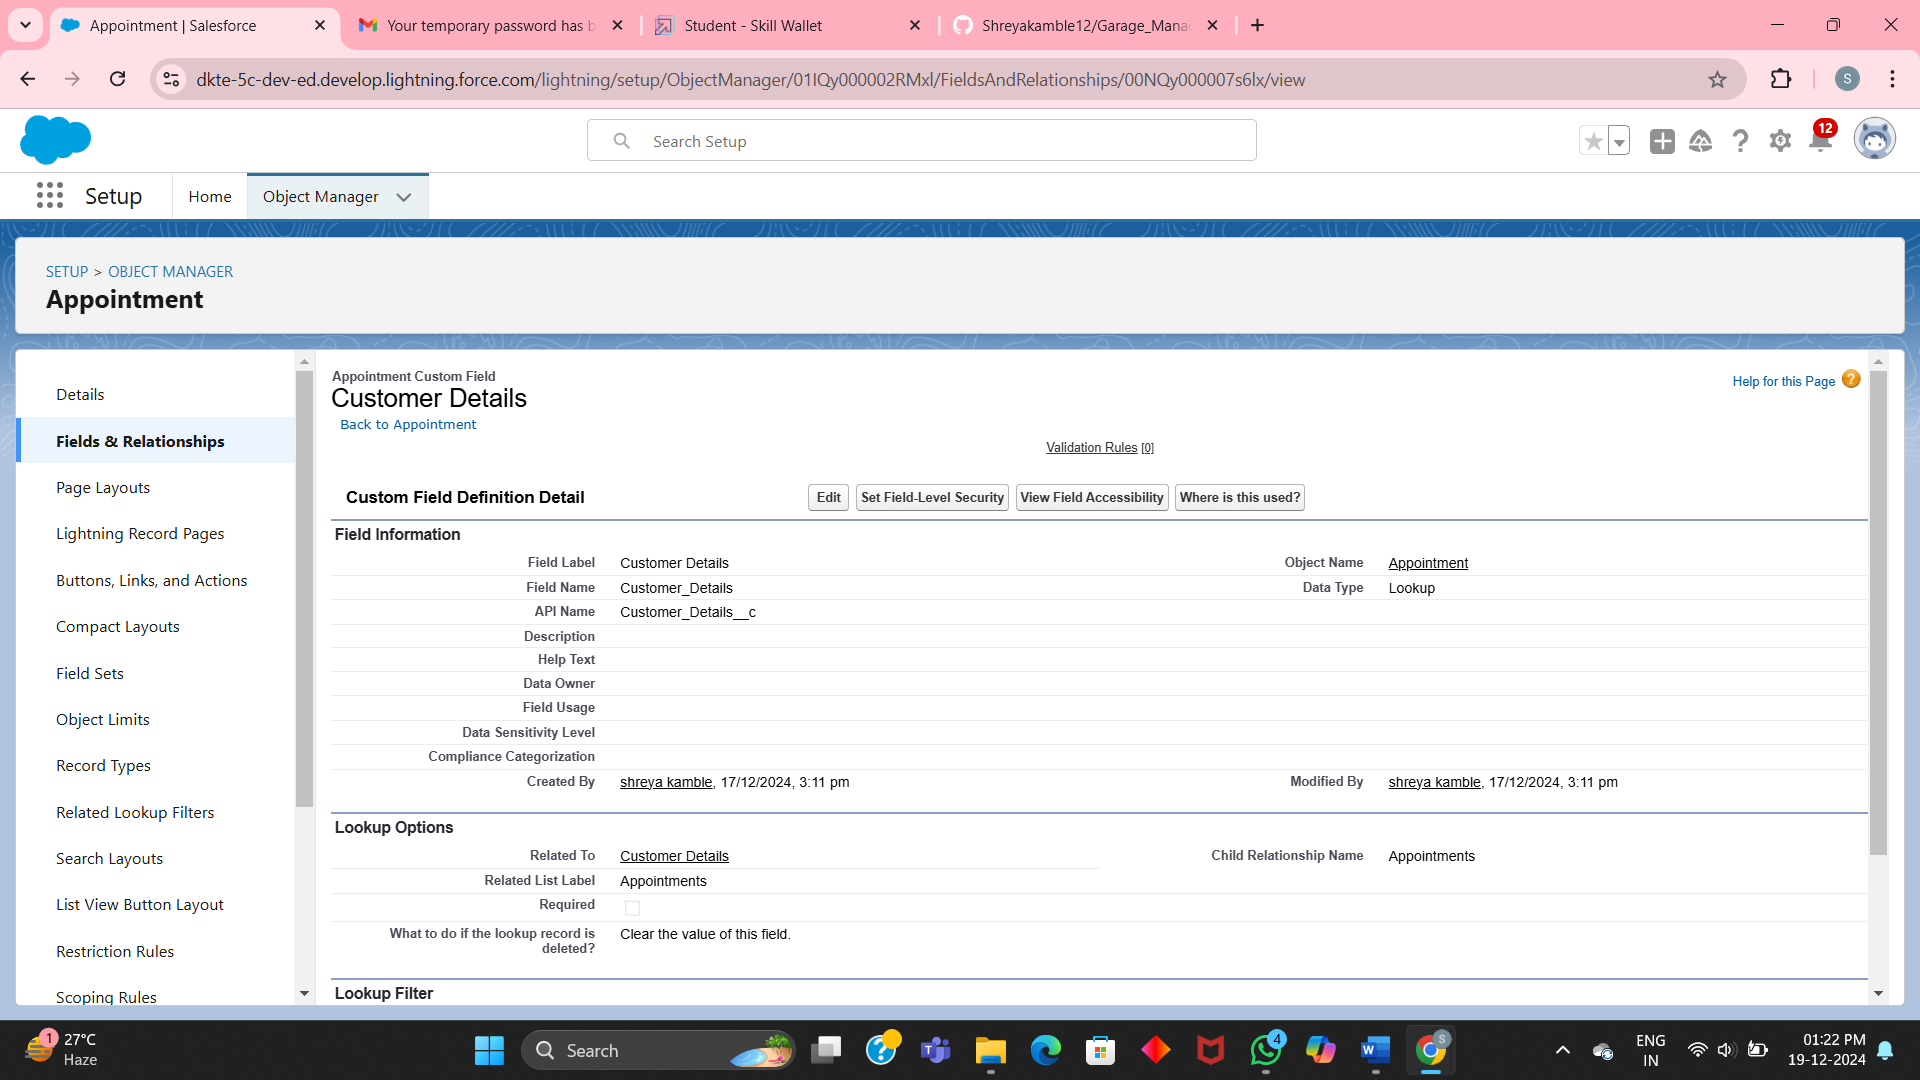 Appointment | Salesforce
Your temporary password has b
Student - Skill Wallet
Shreyakamble12/Garage_Mana
dkte-5c-dev-ed.develop.lightning.force.com/lightning/setup/ObjectManager/01IQy000002RMxl/FieldsAndRelationships/00NQy000007s6lx/view
S
Search Setup
12
Setup
Home
Object Manager
SETUP > OBJECT MANAGER
Appointment
Details
Fields & Relationships
Page Layouts
Lightning Record Pages
Buttons, Links, and Actions
Compact Layouts
Field Sets
Object Limits
Record Types
Related Lookup Filters
Search Layouts
List View Button Layout
Restriction Rules
Scoping Rules
Appointment Custom Field
Customer Details
Back to Appointment
Help for this Page ?
Validation Rules [0]
Custom Field Definition Detail
Edit
Set Field-Level Security
View Field Accessibility
Where is this used?
Field Information
Field Label Customer Details Object Name Appointment
Field Name Customer_Details Data Type Lookup
API Name Customer_Details__c
Description
Help Text
Data Owner
Field Usage
Data Sensitivity Level
Compliance Categorization
Created By shreya kamble, 17/12/2024, 3:11 pm Modified By shreya kamble, 17/12/2024, 3:11 pm
Lookup Options
Related To Customer Details Child Relationship Name Appointments
Related List Label Appointments
Required
What to do if the lookup record is
deleted? Clear the value of this field.
Lookup Filter
1
27°C
Haze
Search
4
S
ENG
IN
01:22 PM
19-12-2024